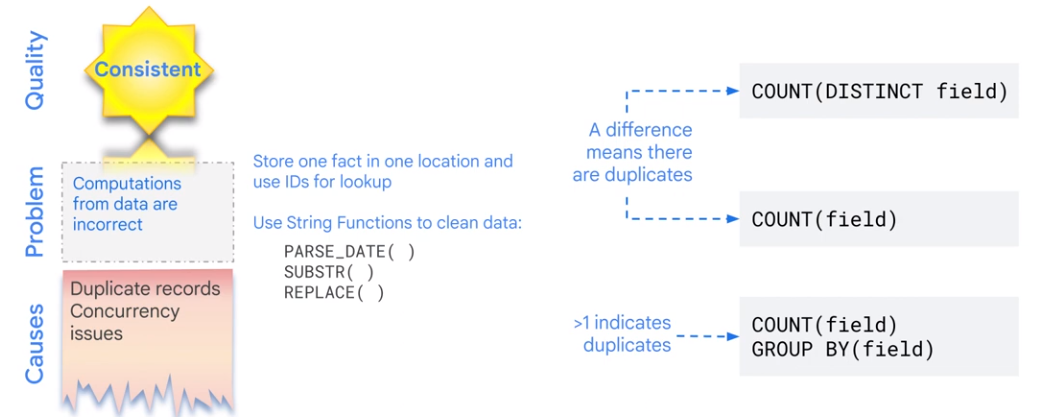 Quality
Consistent
Problem
Computations
from data are
incorrect
Causes
Duplicate records
Concurrency
issues
Store one fact in one location and
use IDs for lookup
Use String Functions to clean data:
PARSE_DATE( )
SUBSTR( )
REPLACE( )
A difference
means there
are duplicates
COUNT(DISTINCT field)
COUNT(field)
>1 indicates
duplicates
COUNT(field)
GROUP BY(field)